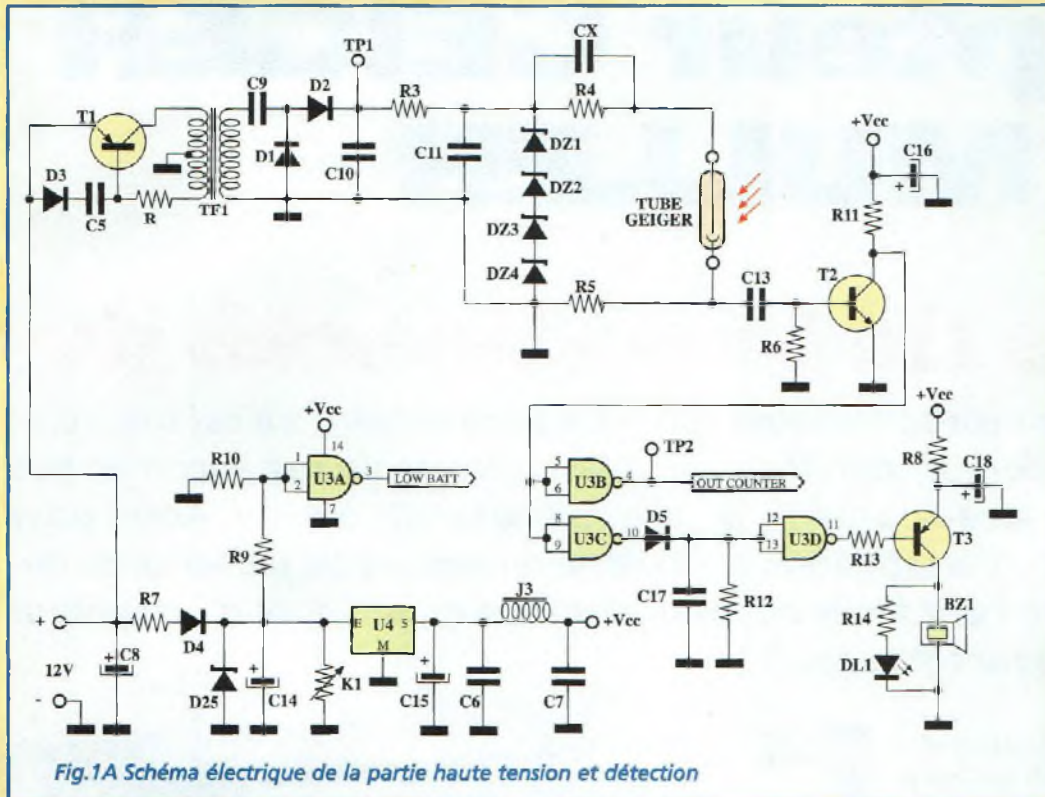 CX
TP1
C9
D2
R3
R4
T1
+Vcc
C16
D1
C11
DZ1
D3
C10
DZ2
R11
C5
R
TF1
TUBE
GEIGER
DZ3
C13
T2
DZ4
R5
R6
+Vcc
+Vcc
R10
1
14
3
2
U3A
LOW BATT
7
TP2
R8
C18
5
6
U3B
4
OUT COUNTER
8
9
U3C
10
D5
12
13
U3D
11
R13
T3
R9
J3
C17
R12
BZ1
R14
+
R7
E
U4
S
+Vcc
M
D4
C8
12V
K1
DL1
-
D25
C14
C15
C6
C7
Fig.1A Schéma électrique de la partie haute tension et détection